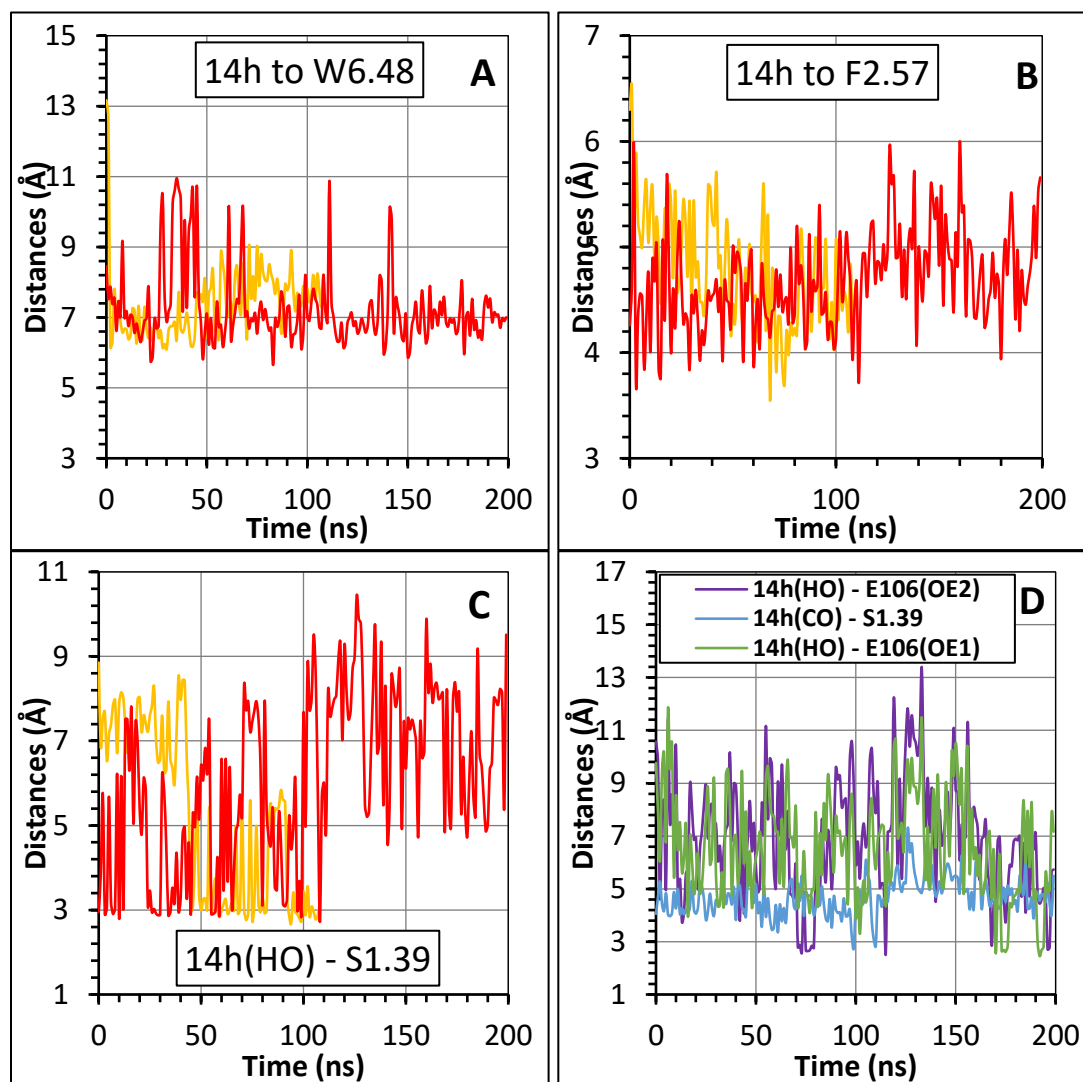 15
13
11
9
7
5
3
Distances (Å)
14h to W6.48
A
0
50
100
150
200
Time (ns)
7
6
5
4
3
Distances (Å)
14h to F2.57
B
0
50
100
150
200
Time (ns)
11
9
7
5
3
1
Distances (Å)
C
14h(HO) - S1.39
0
50
100
150
200
Time (ns)
17
15
13
11
9
7
5
3
1
Distances (Å)
14h(HO) - E106(OE2)
14h(CO) - S1.39
14h(HO) - E106(OE1)
D
0
50
100
150
200
Time (ns)